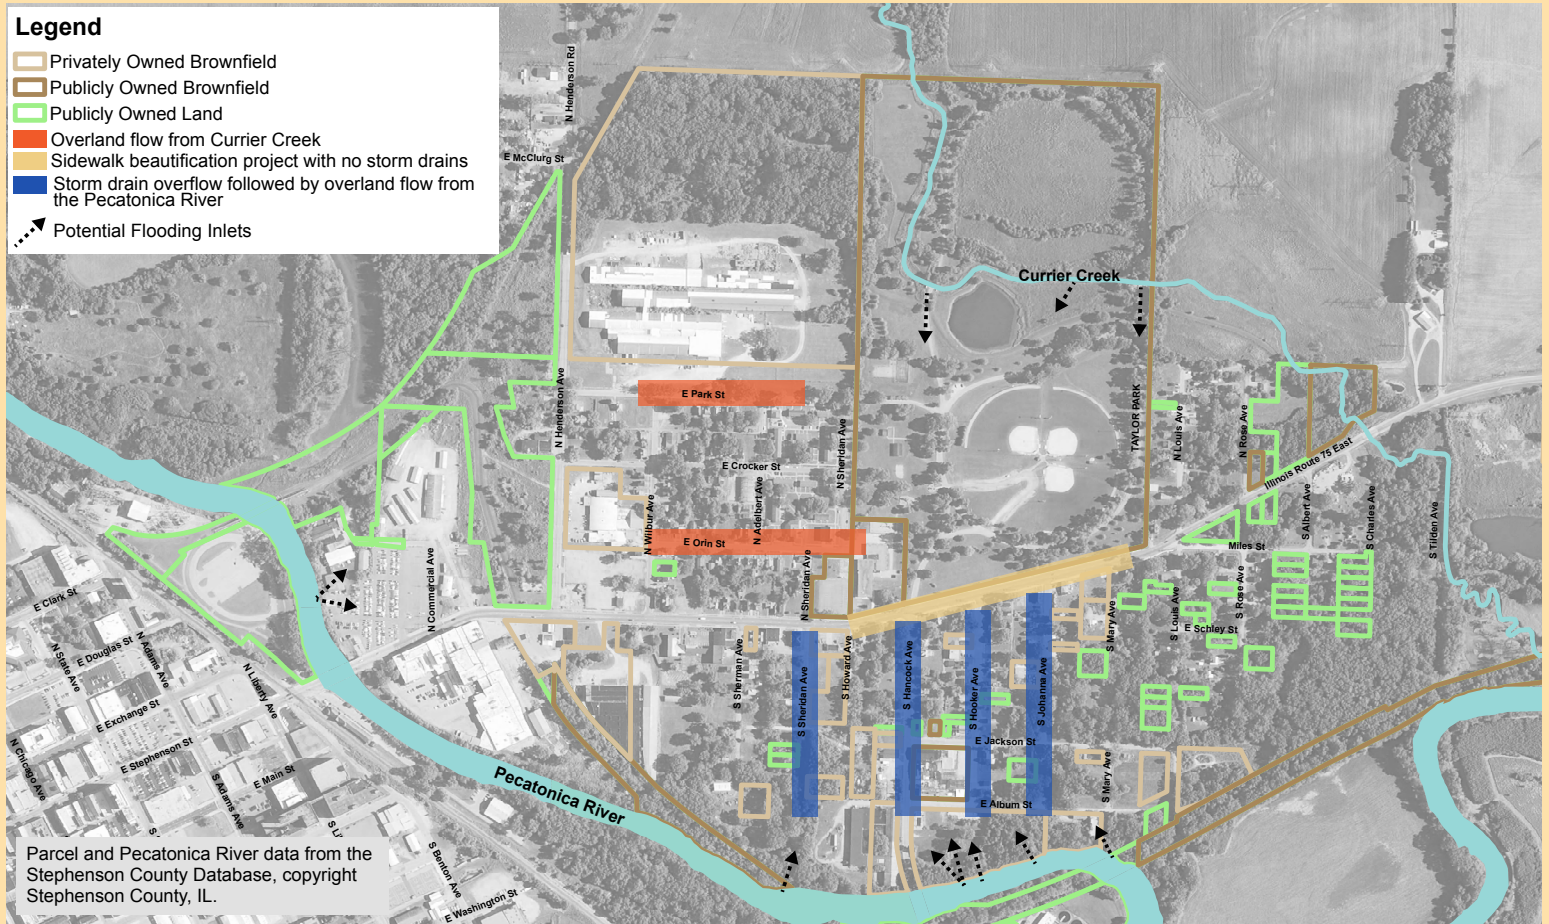 Legend
Privately Owned Brownfield
Publicly Owned Brownfield
Publicly Owned Land
Overland flow from Currier Creek
Sidewalk beautification project with no storm drains
Storm drain overflow followed by overland flow from
the Pecatonica River
Potential Flooding Inlets
N Henderson Rd
E McClurg St
Currier Creek
N Henderson Ave
E Park St
N Sheridan Ave
TAYLOR PARK
N Louis Ave
N Rose Ave
Illinois Route 75 East
E Crocker St
N Adelbert Ave
N Wilbur Ave
E Orin St
S Albert Ave
S Charles Ave
S Tilden Ave
Miles St
N Commercial Ave
N Sheridan Ave
E Clark St
E Douglas St
N State Ave
N Adams Ave
N Liberty Ave
E Exchange St
E Stephenson St
N Chicago Ave
E Main St
S Adams Ave
S Benton Ave
E Washington St
S Sherman Ave
S Sheridan Ave
S Howard Ave
S Hancock Ave
S Hooker Ave
S Johanna Ave
S Mary Ave
S Louis Ave
S Rose Ave
E Schley St
E Jackson St
S Mary Ave
E Album St
Pecatonica River
Parcel and Pecatonica River data from the
Stephenson County Database, copyright
Stephenson County, IL.